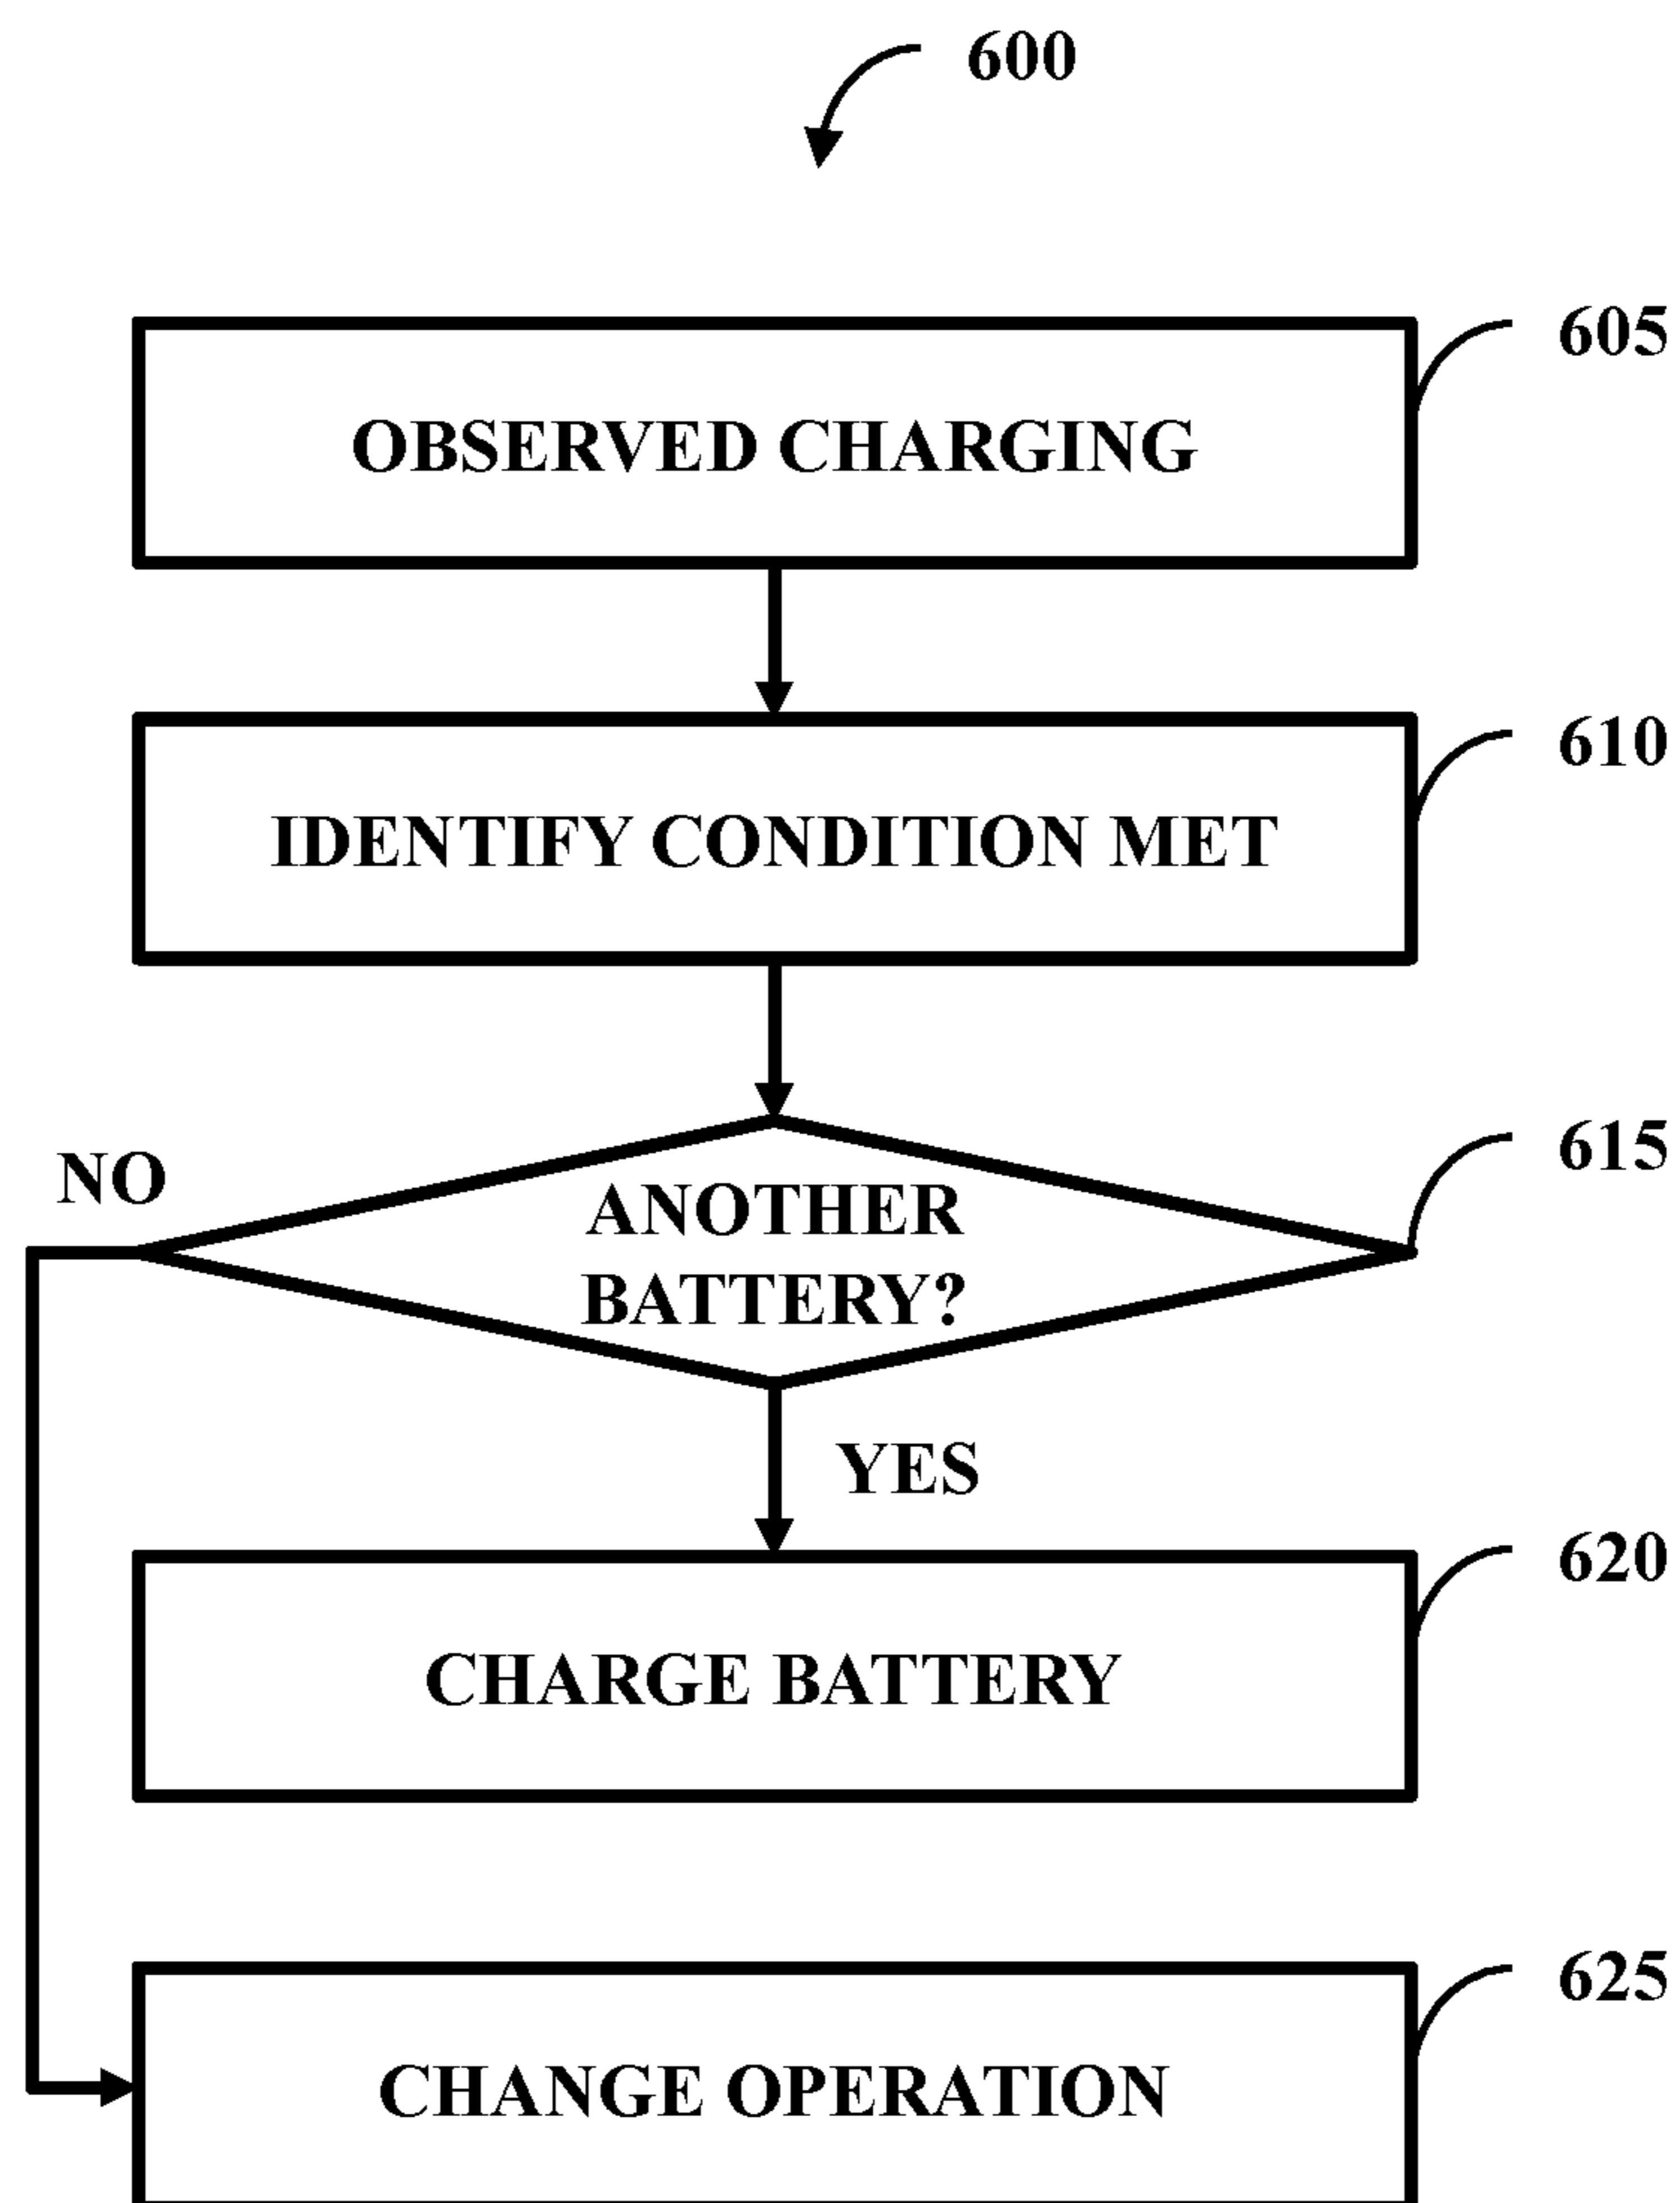 600
605
OBSERVED CHARGING
610
IDENTIFY CONDITION MET
615
NO
ANOTHER
BATTERY?
YES
620
CHARGE BATTERY
625
CHANGE OPERATION